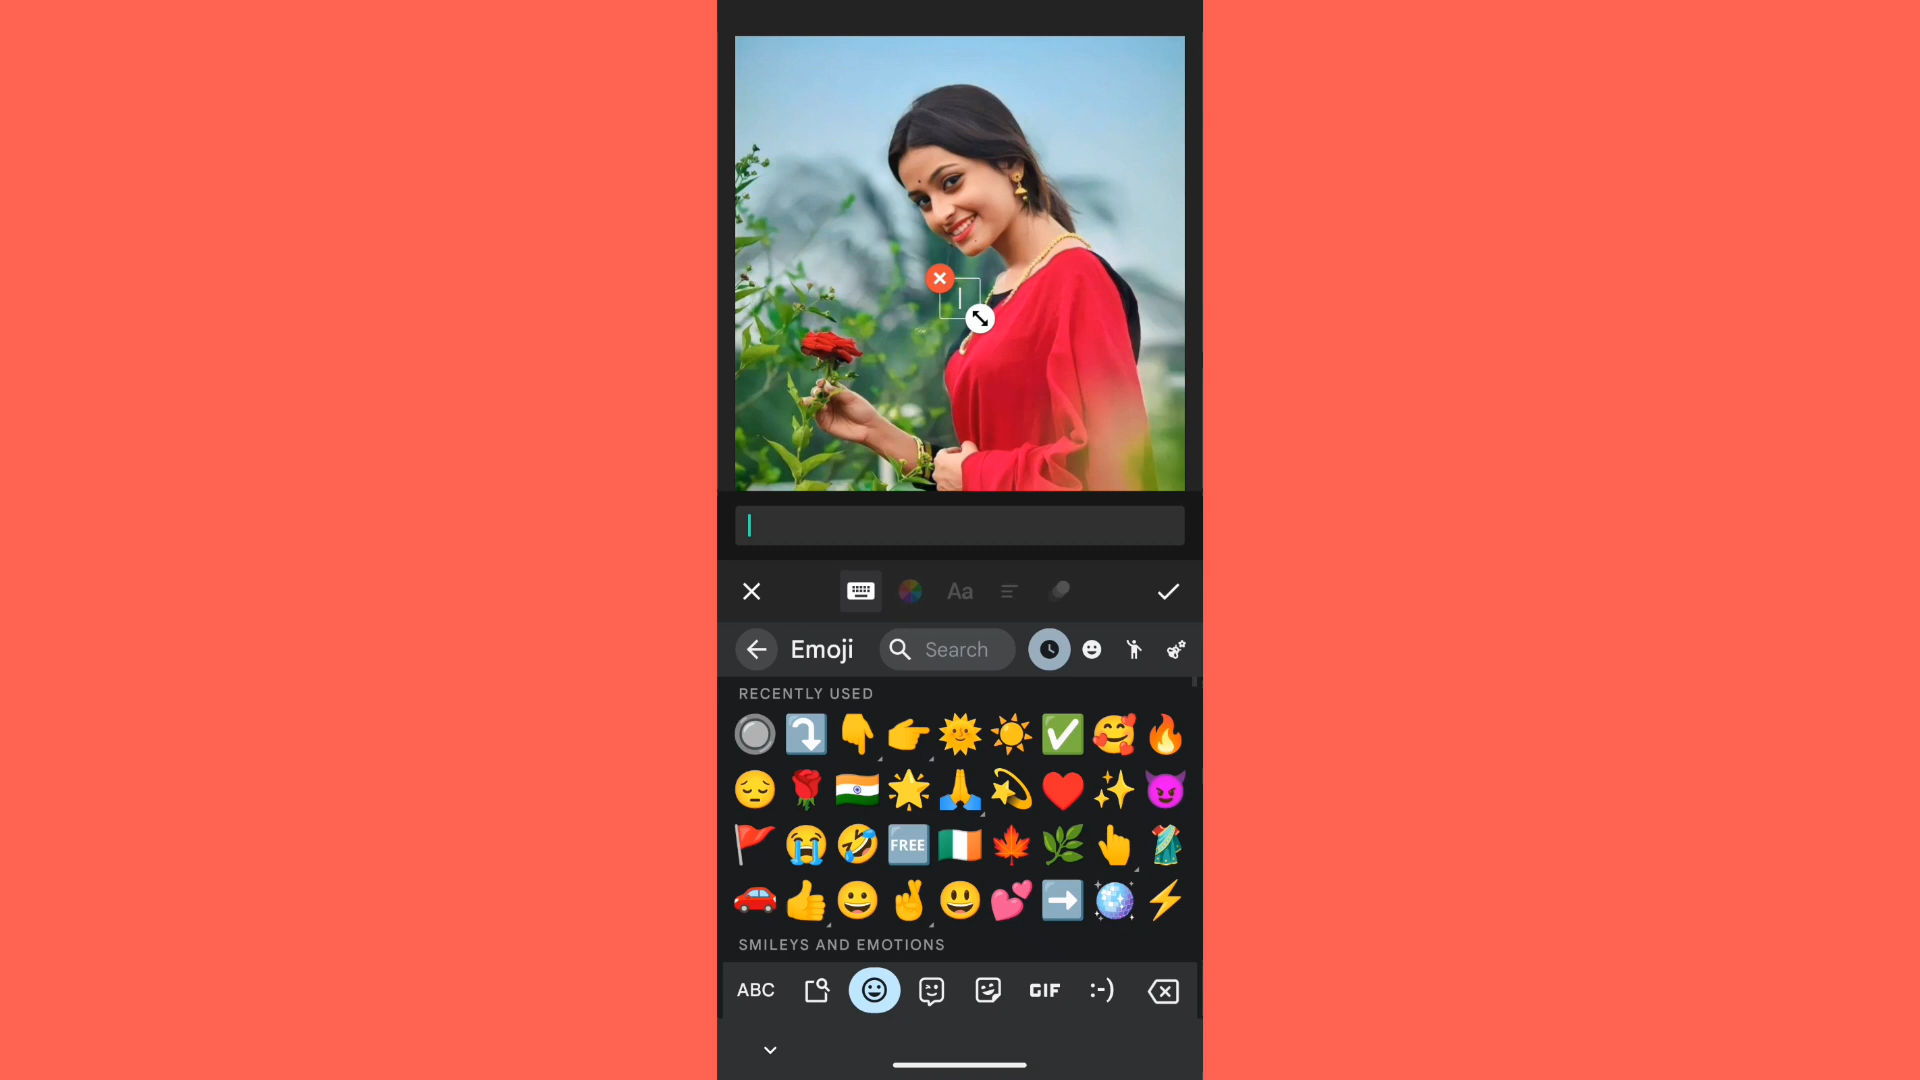 Aa
Emoji Search
RECENTLY USED
FREE
SMILEYS AND EMOTIONS
ABC GIF :-)